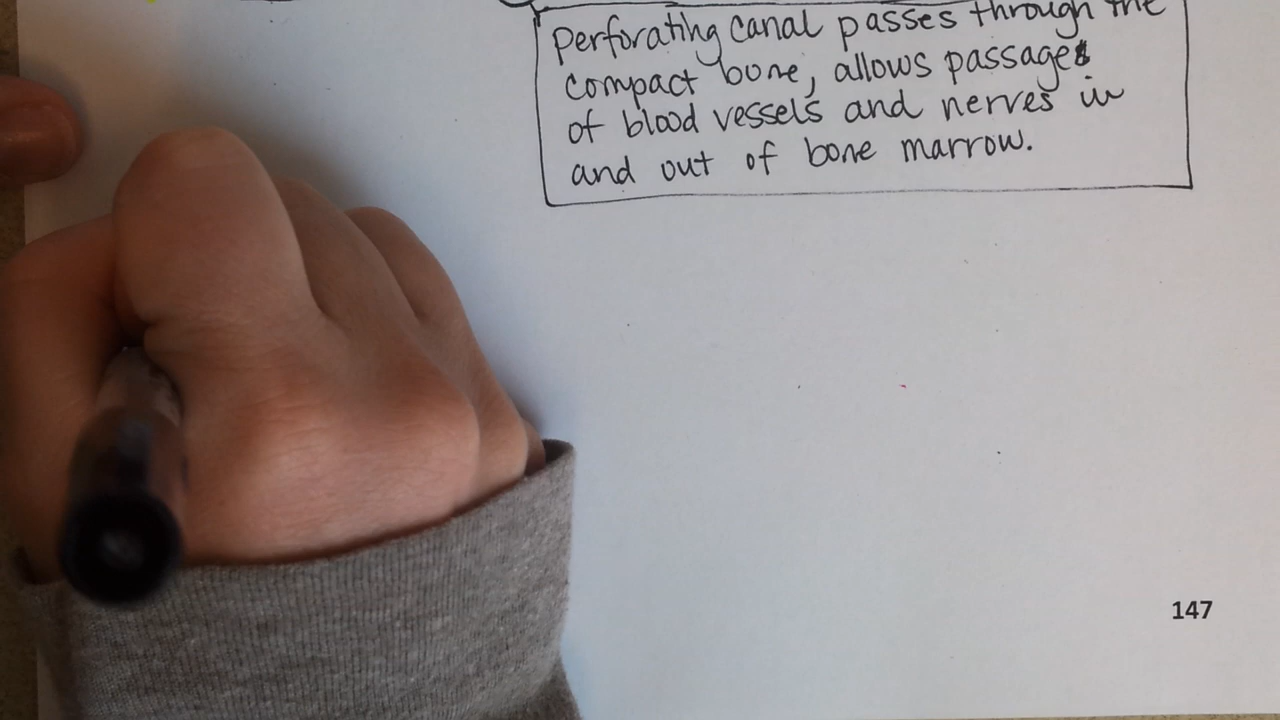 perforating canal passes through the
compact bone, allows passage
of blood vessels and nerves in
and out of bone marrow.
147